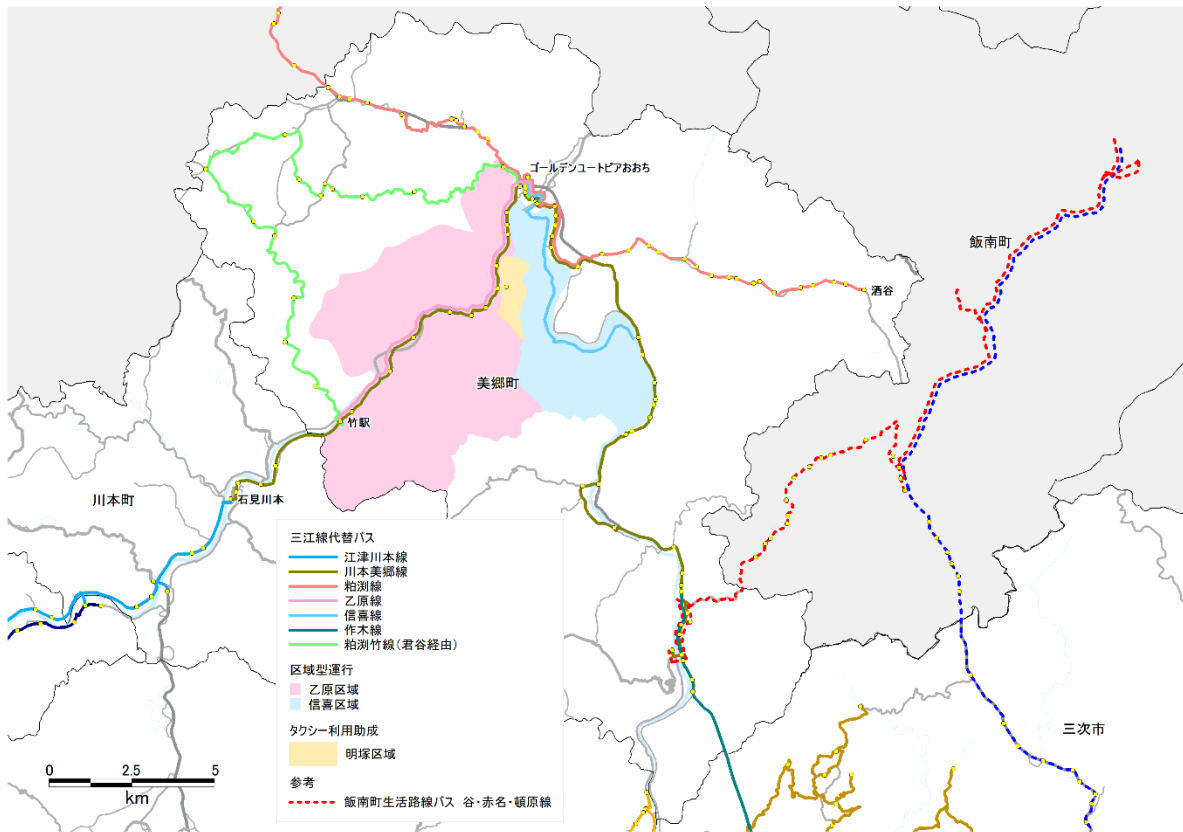 ゴールデンユートピアおおち
飯南町
酒谷
美郷町
竹駅
石見川本
川本町
三次市
三江線代替バス
江津川本線
川本美郷線
粕渕線
乙原線
信喜線
作木線
粕渕竹線(君谷経由)
区域型運行
乙原区域
信喜区域
タクシー利用助成
明塚区域
参考
飯南町生活路線バス 谷・赤名・頓原線
0 2.5 5
km